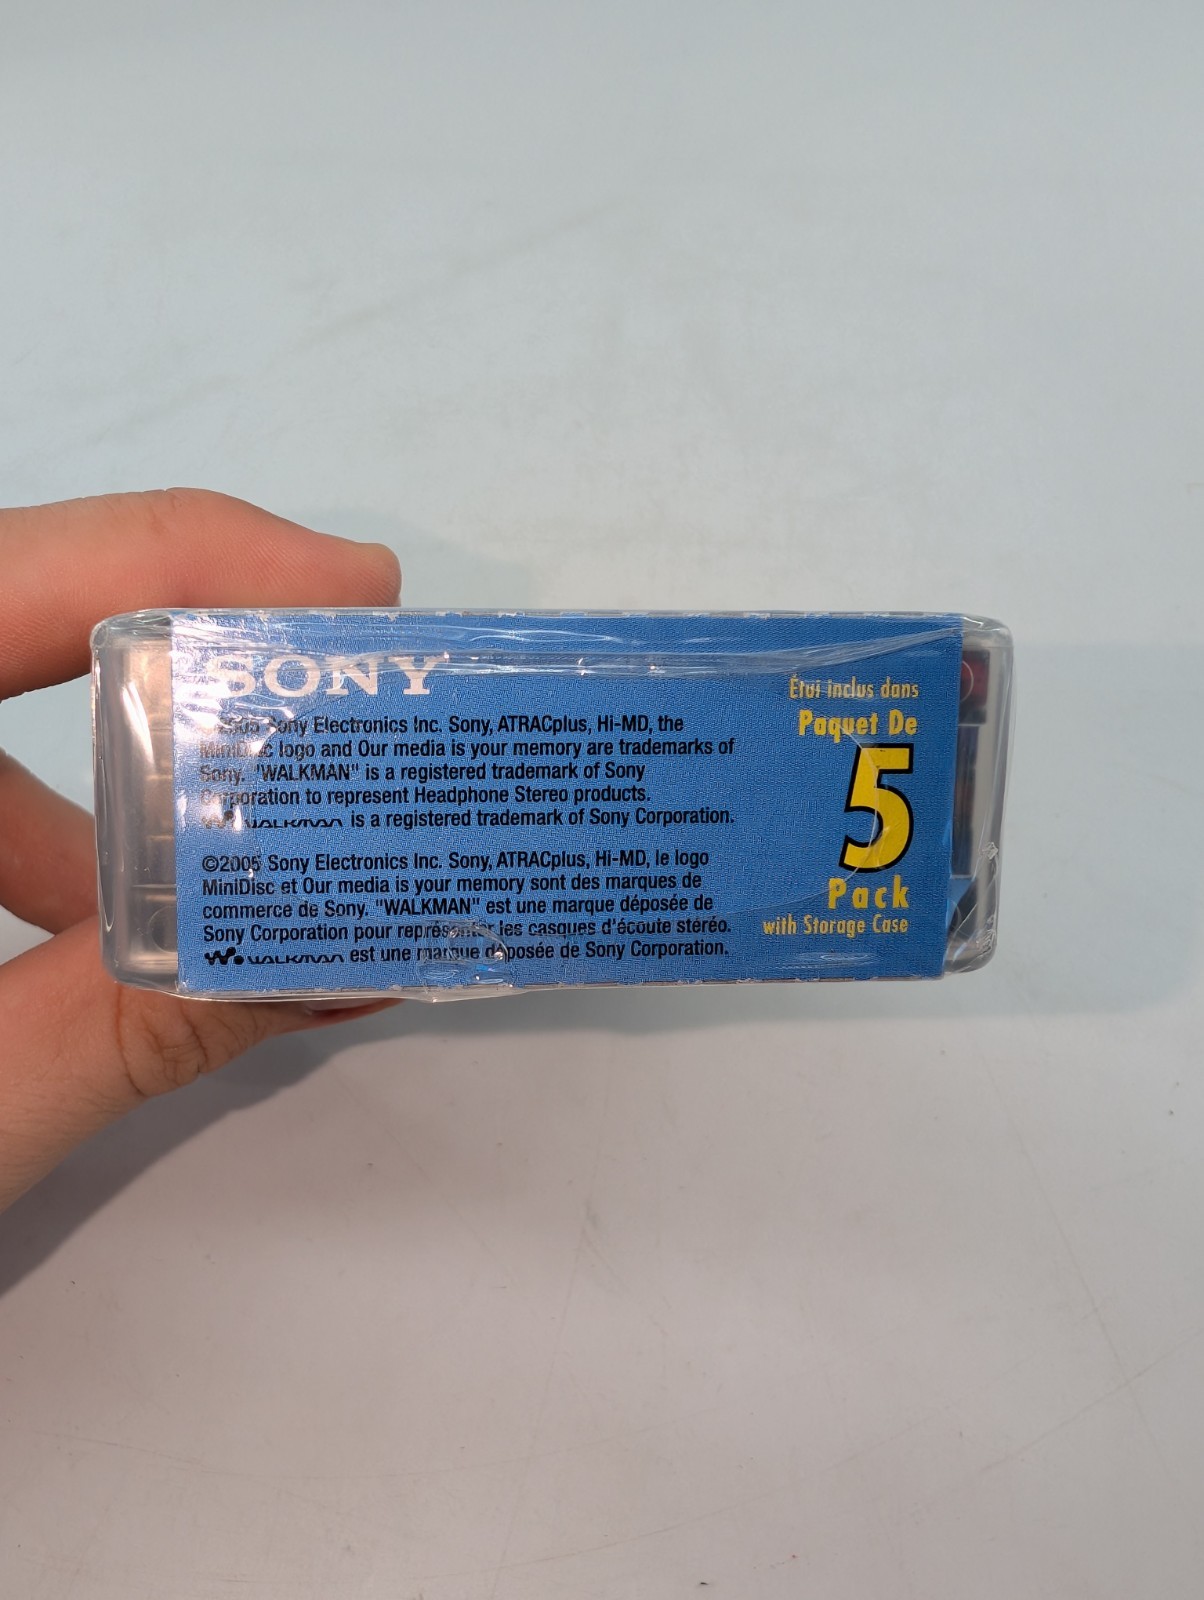 SONY
©2005 Sony Electronics Inc. Sony, ATRACplus, Hi-MD, the
MiniDisc logo and Our media is your memory are trademarks of
Sony. "WALKMAN" is a registered trademark of Sony
Corporation to represent Headphone Stereo products.
W. WALKMAN is a registered trademark of Sony Corporation.
©2005 Sony Electronics Inc. Sony, ATRACplus, Hi-MD, le logo
MiniDisc et Our media is your memory sont des marques de
commerce de Sony. "WALKMAN" est une marque déposée de
Sony Corporation pour représenter les casques d'écoute stéréo.
W. WALKMAN est une marque déposée de Sony Corporation.
Étui inclus dans
Paquet De
5
Pack
with Storage Case